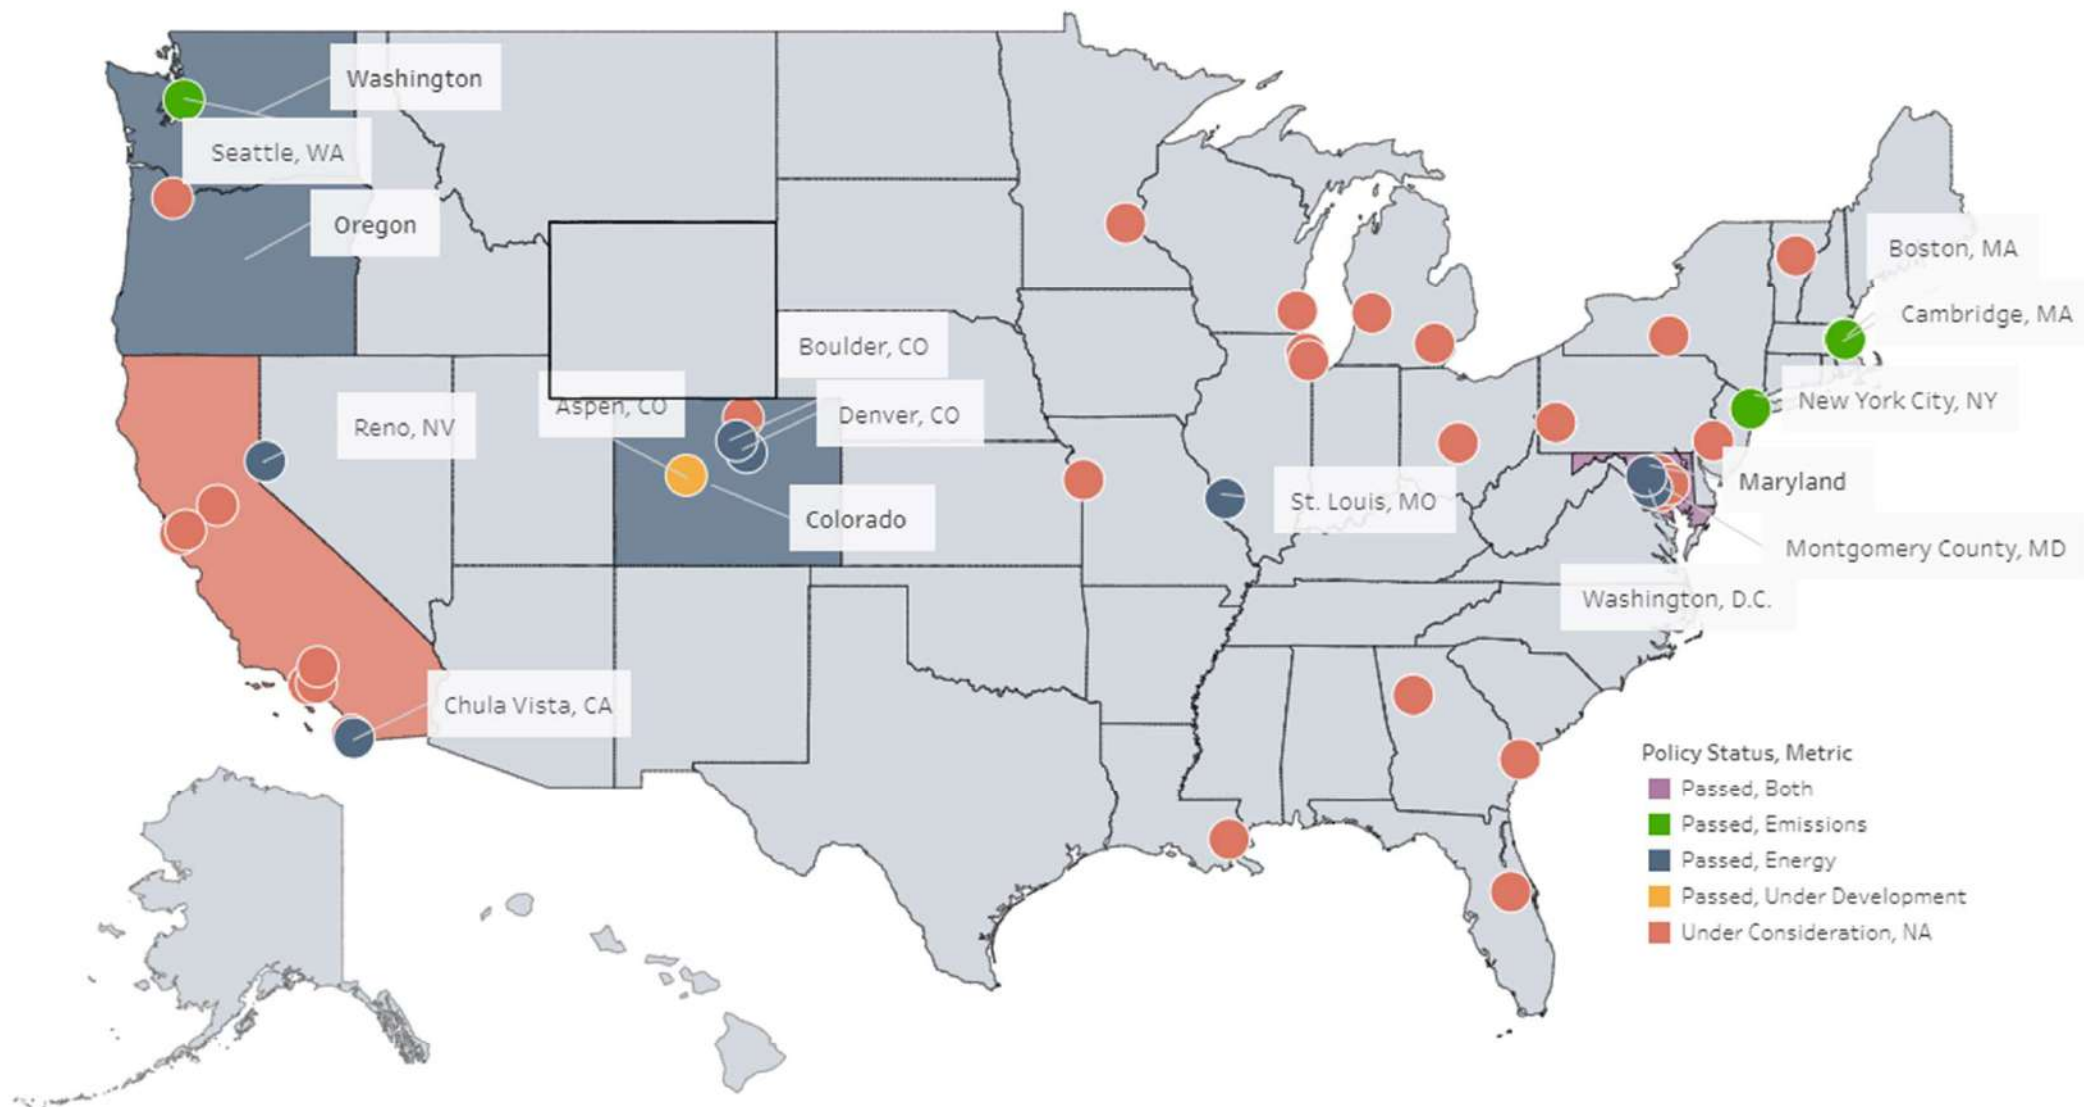 Washington
Seattle, WA
Oregon
Boston, MA
Cambridge, MA
Boulder, CO
Aspen, CO
Denver, CO
New York City, NY
Reno, NV
Maryland
St. Louis, MO
Colorado
Montgomery County, MD
Washington, D.C.
Chula Vista, CA
Policy Status, Metric
Passed, Both
Passed, Emissions
Passed, Energy
Passed, Under Development
Under Consideration, NA